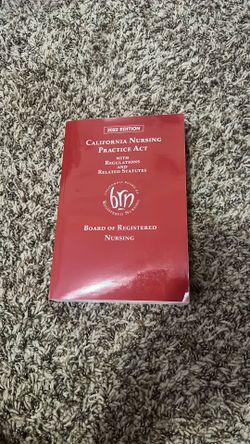 2022 EDITION
CALIFORNIA NURSING
PRACTICE ACT
WITH
REGULATIONS
AND
RELATED STATUTES
brn
BOARD OF REGISTERED
NURSING